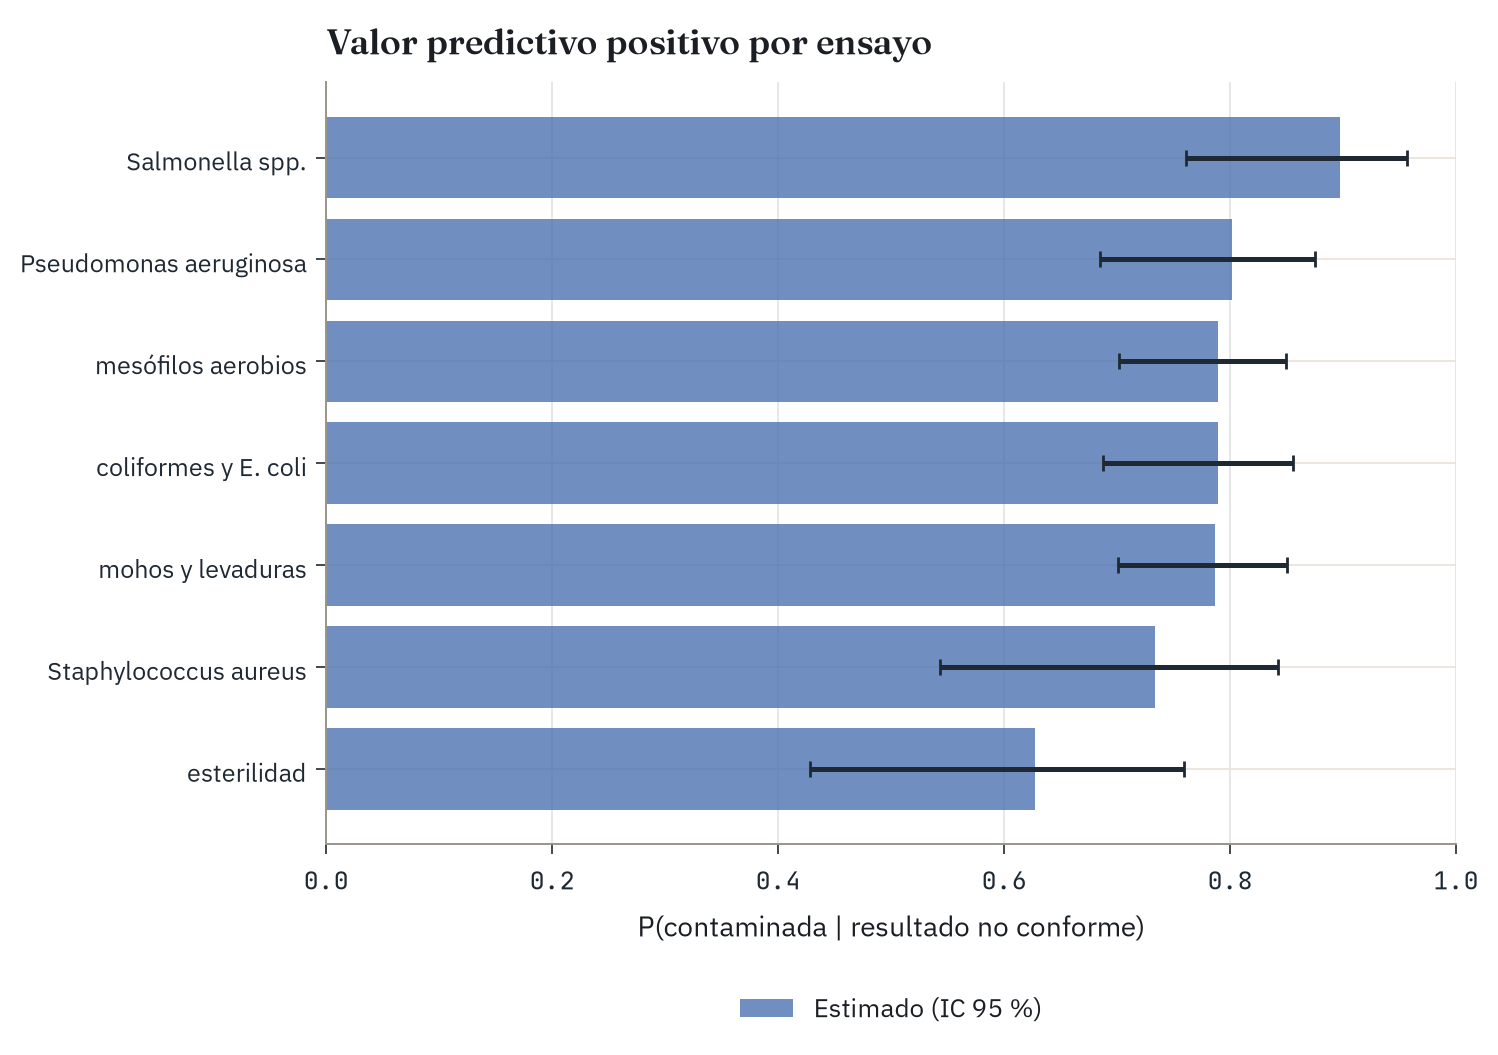 Valor predictivo positivo por ensayo
Salmonella spp.
Pseudomonas aeruginosa
mesófilos aerobios
coliformes y E. coli
mohos y levaduras
Staphylococcus aureus
esterilidad
0.0 0.2 0.4 0.6 0.8 1.0
P(contaminada | resultado no conforme)
Estimado (IC 95 %)